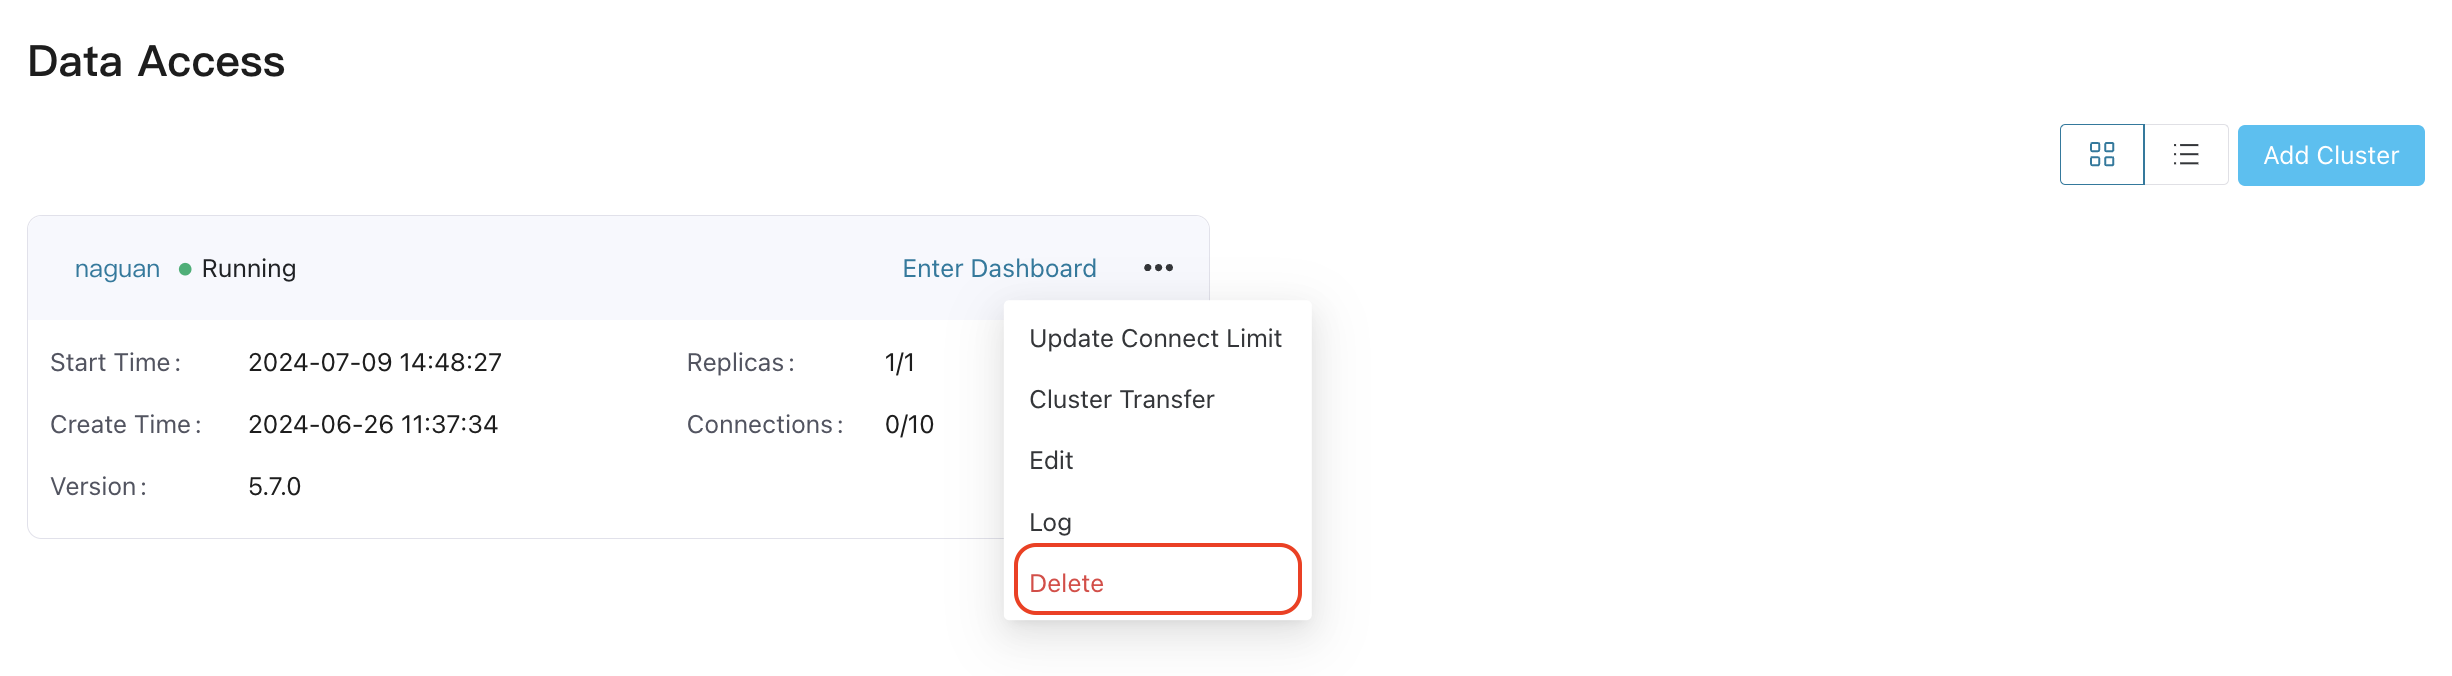 Data Access
Add Cluster
naguan Running Enter Dashboard
Start Time: 2024-07-09 14:48:27 Replicas: 1/1
Create Time: 2024-06-26 11:37:34 Connections: 0/10
Version: 5.7.0
Update Connect Limit
Cluster Transfer
Edit
Log
Delete